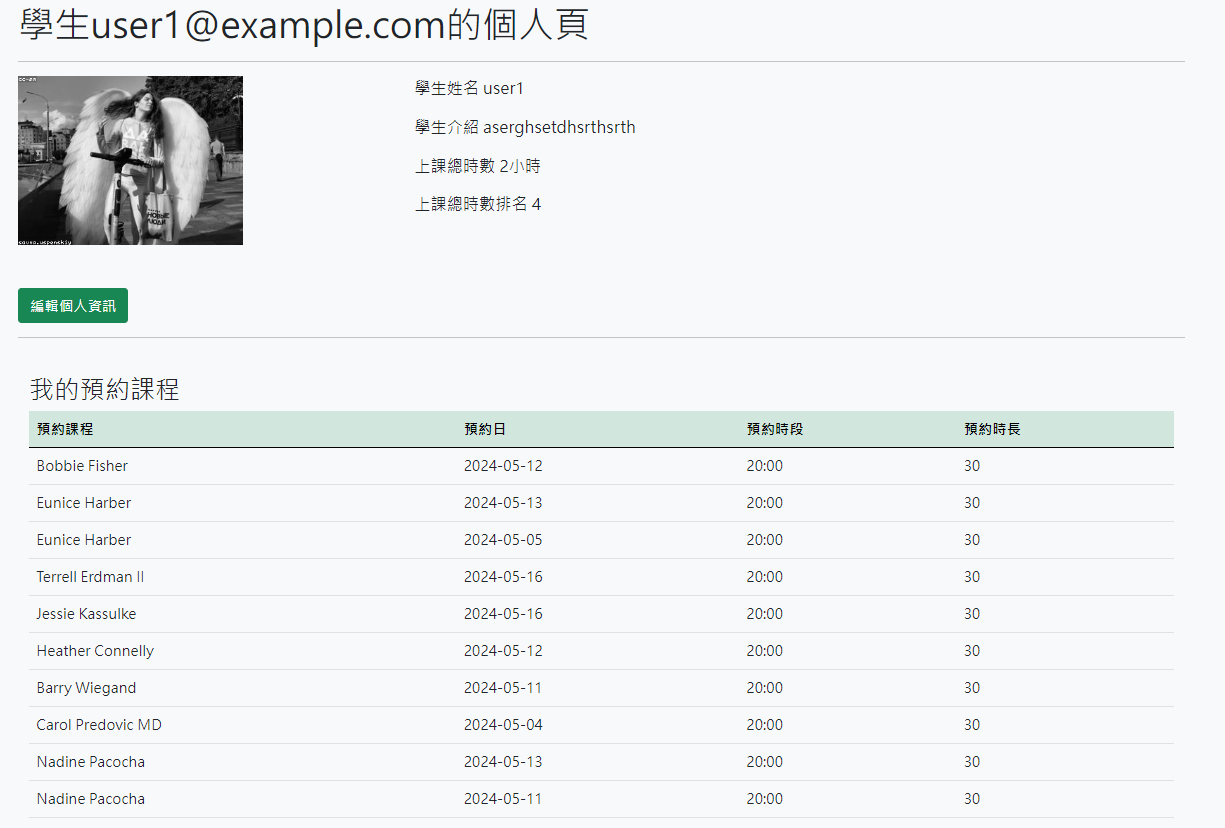 學生user1@example.com的個人頁
CC-BY
НОВЫЕ
ЛЮДИ
學生姓名 user1
學生介紹 aserghsetdhsrthsrth
上課總時數 2小時
上課總時數排名 4
編輯個人資訊
我的預約課程
預約課程 預約日 預約時段 預約時長
Bobbie Fisher 2024-05-12 20:00 30
Eunice Harber 2024-05-13 20:00 30
Eunice Harber 2024-05-05 20:00 30
Terrell Erdman II 2024-05-16 20:00 30
Jessie Kassulke 2024-05-16 20:00 30
Heather Connelly 2024-05-12 20:00 30
Barry Wiegand 2024-05-11 20:00 30
Carol Predovic MD 2024-05-04 20:00 30
Nadine Pacocha 2024-05-13 20:00 30
Nadine Pacocha 2024-05-11 20:00 30